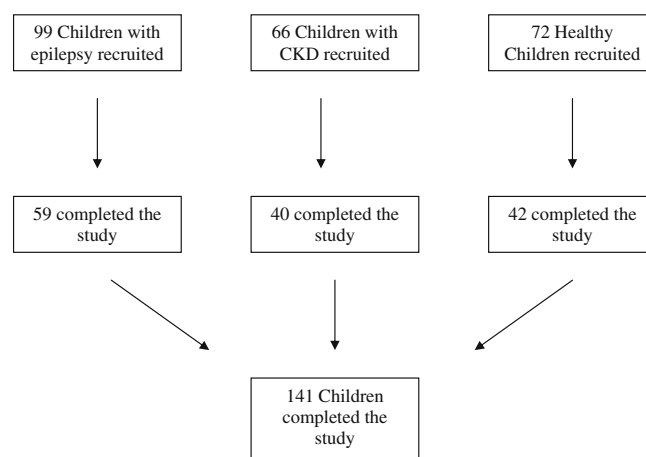 99 Children with
epilepsy recruited
66 Children with
CKD recruited
72 Healthy
Children recruited
59 completed the
study
40 completed the
study
42 completed the
study
141 Children
completed the
study